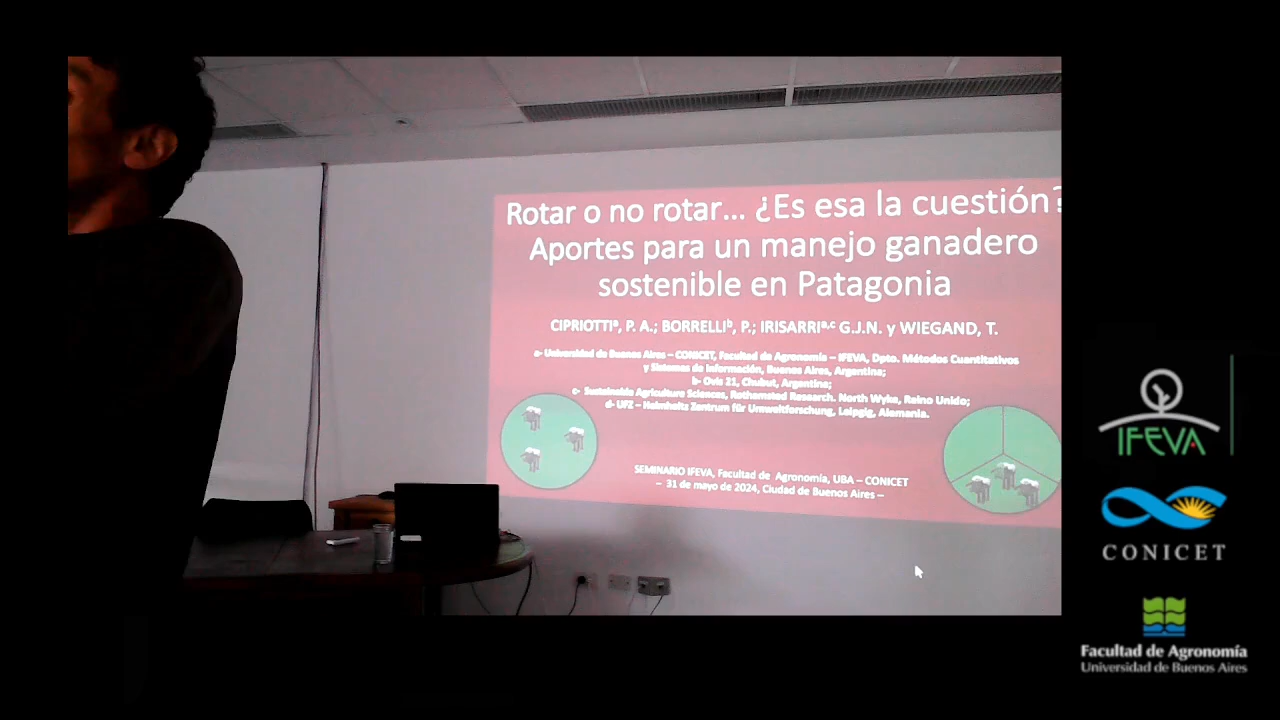 Rotar o no rotar... ¿Es esa la cuestión?
Aportes para un manejo ganadero
sostenible en Patagonia
CIPRIOTTIª, P. A.; BORRELLIᵇ, P.; IRISARRIª·ᶜ G.J.N. y WIEGAND, T.
a- Universidad de Buenos Aires – CONICET, Facultad de Agronomía – IFEVA, Dpto. Métodos Cuantitativos
y Sistemas de Información, Buenos Aires, Argentina;
b- Ovis 21, Chubut, Argentina;
c- Sustainable Agriculture Sciences, Rothamsted Research. North Wyke, Reino Unido;
d- UFZ – Helmholtz Zentrum für Umweltforschung, Leipgig, Alemania.
SEMINARIO IFEVA, Facultad de Agronomía, UBA – CONICET
– 31 de mayo de 2024, Ciudad de Buenos Aires –
IFEVA
CONICET
Facultad de Agronomía
Universidad de Buenos Aires